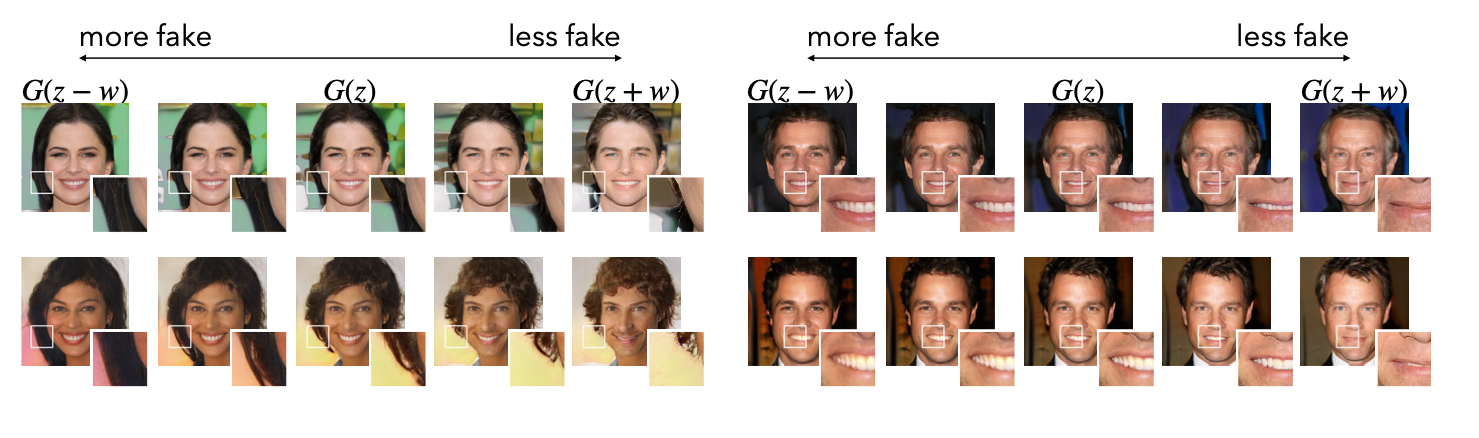 more fake less fake
G(z − w) G(z) G(z + w)
more fake less fake
G(z − w) G(z) G(z + w)